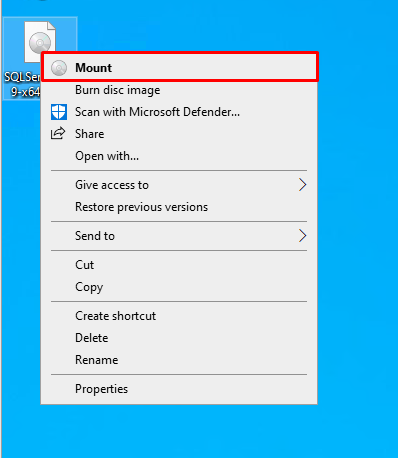 SQLSer
9-x64
Mount
Burn disc image
Scan with Microsoft Defender...
Share
Open with...
Give access to
Restore previous versions
Send to
Cut
Copy
Create shortcut
Delete
Rename
Properties